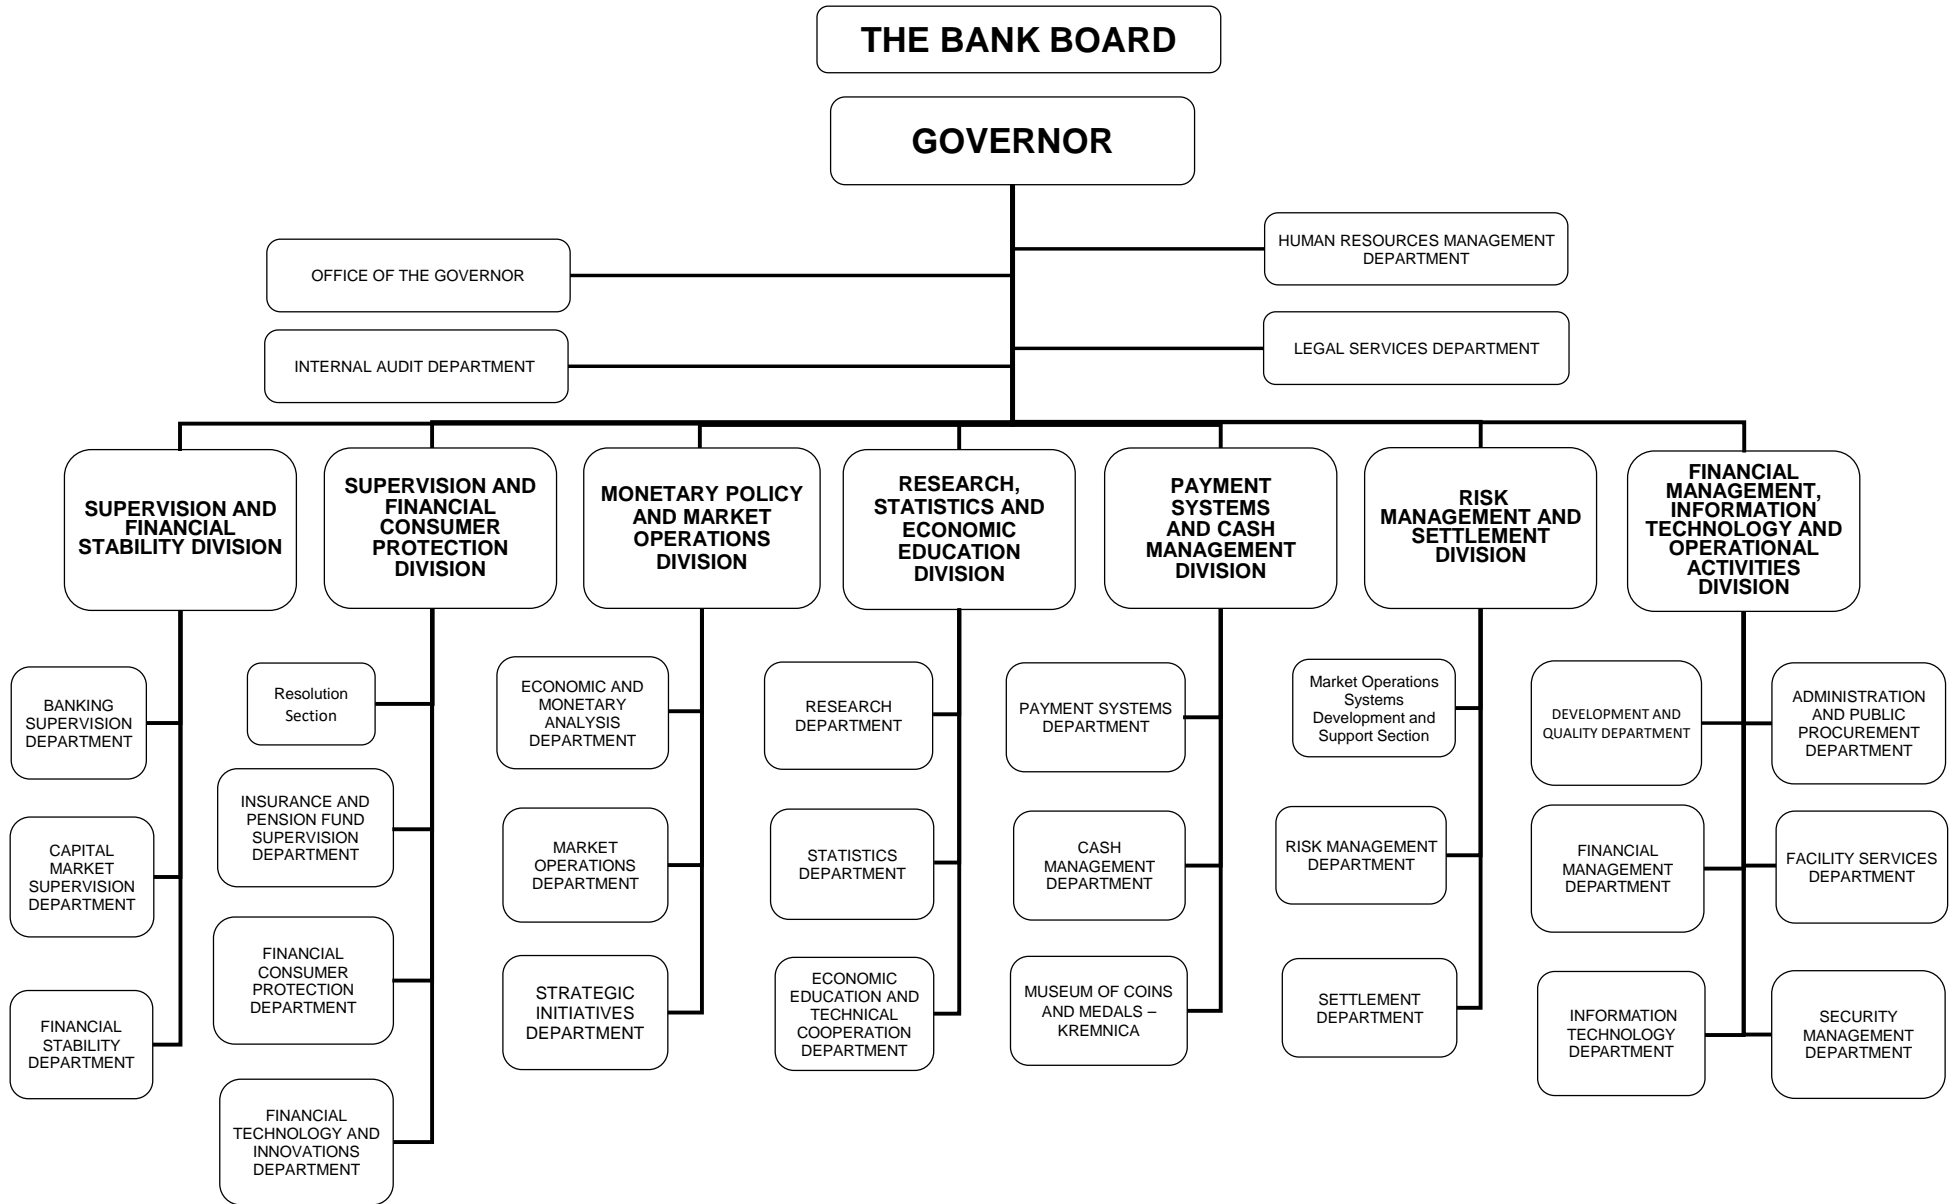 THE BANK BOARD
GOVERNOR
OFFICE OF THE GOVERNOR
HUMAN RESOURCES MANAGEMENT
DEPARTMENT
INTERNAL AUDIT DEPARTMENT
LEGAL SERVICES DEPARTMENT
SUPERVISION AND
FINANCIAL
STABILITY DIVISION
SUPERVISION AND
FINANCIAL
CONSUMER
PROTECTION
DIVISION
MONETARY POLICY
AND MARKET
OPERATIONS
DIVISION
RESEARCH,
STATISTICS AND
ECONOMIC
EDUCATION
DIVISION
PAYMENT
SYSTEMS
AND CASH
MANAGEMENT
DIVISION
RISK
MANAGEMENT AND
SETTLEMENT
DIVISION
FINANCIAL
MANAGEMENT,
INFORMATION
TECHNOLOGY AND
OPERATIONAL
ACTIVITIES
DIVISION
BANKING
SUPERVISION
DEPARTMENT
CAPITAL
MARKET
SUPERVISION
DEPARTMENT
FINANCIAL
STABILITY
DEPARTMENT
Resolution
Section
INSURANCE AND
PENSION FUND
SUPERVISION
DEPARTMENT
FINANCIAL
CONSUMER
PROTECTION
DEPARTMENT
FINANCIAL
TECHNOLOGY AND
INNOVATIONS
DEPARTMENT
ECONOMIC AND
MONETARY
ANALYSIS
DEPARTMENT
MARKET
OPERATIONS
DEPARTMENT
STRATEGIC
INITIATIVES
DEPARTMENT
RESEARCH
DEPARTMENT
STATISTICS
DEPARTMENT
ECONOMIC
EDUCATION AND
TECHNICAL
COOPERATION
DEPARTMENT
PAYMENT SYSTEMS
DEPARTMENT
CASH
MANAGEMENT
DEPARTMENT
MUSEUM OF COINS
AND MEDALS –
KREMNICA
Market Operations
Systems
Development and
Support Section
RISK MANAGEMENT
DEPARTMENT
SETTLEMENT
DEPARTMENT
DEVELOPMENT AND
QUALITY DEPARTMENT
FINANCIAL
MANAGEMENT
DEPARTMENT
INFORMATION
TECHNOLOGY
DEPARTMENT
ADMINISTRATION
AND PUBLIC
PROCUREMENT
DEPARTMENT
FACILITY SERVICES
DEPARTMENT
SECURITY
MANAGEMENT
DEPARTMENT